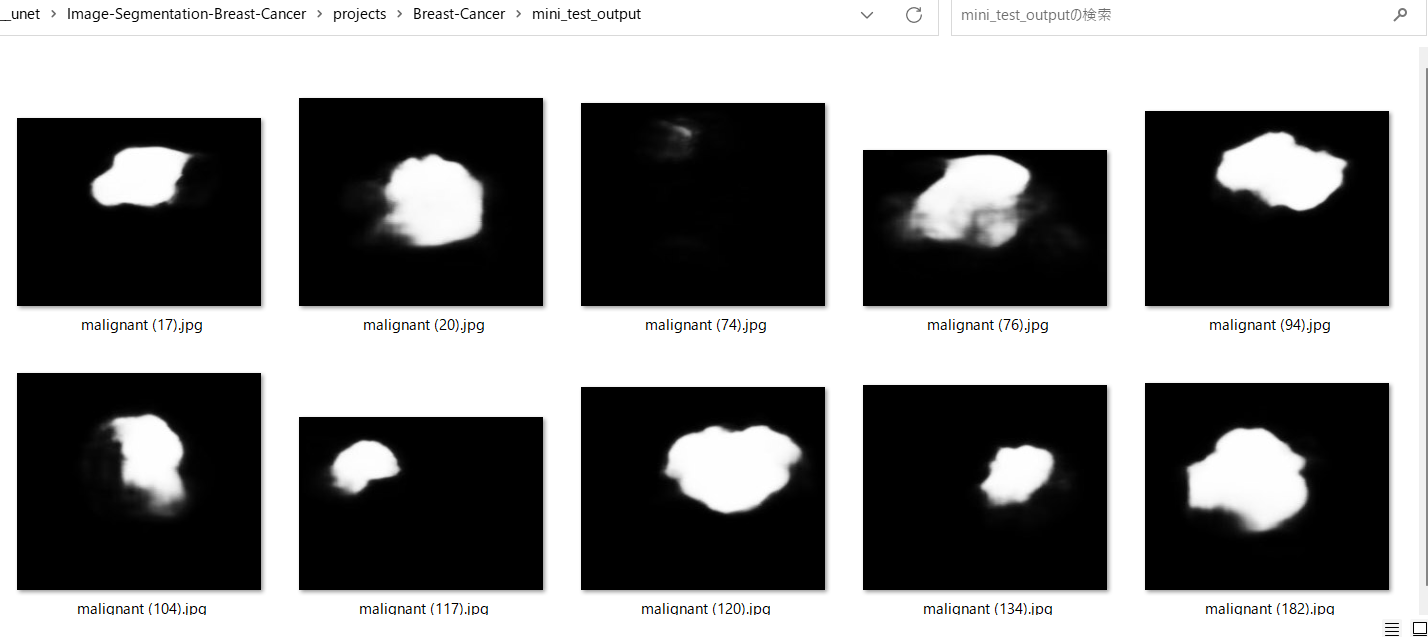 __unet > Image-Segmentation-Breast-Cancer > projects > Breast-Cancer > mini_test_output
mini_test_outputの検索
malignant (17).jpg
malignant (20).jpg
malignant (74).jpg
malignant (76).jpg
malignant (94).jpg
malignant (104).jpg
malignant (117).jpg
malignant (120).jpg
malignant (134).jpg
malignant (182).jpg